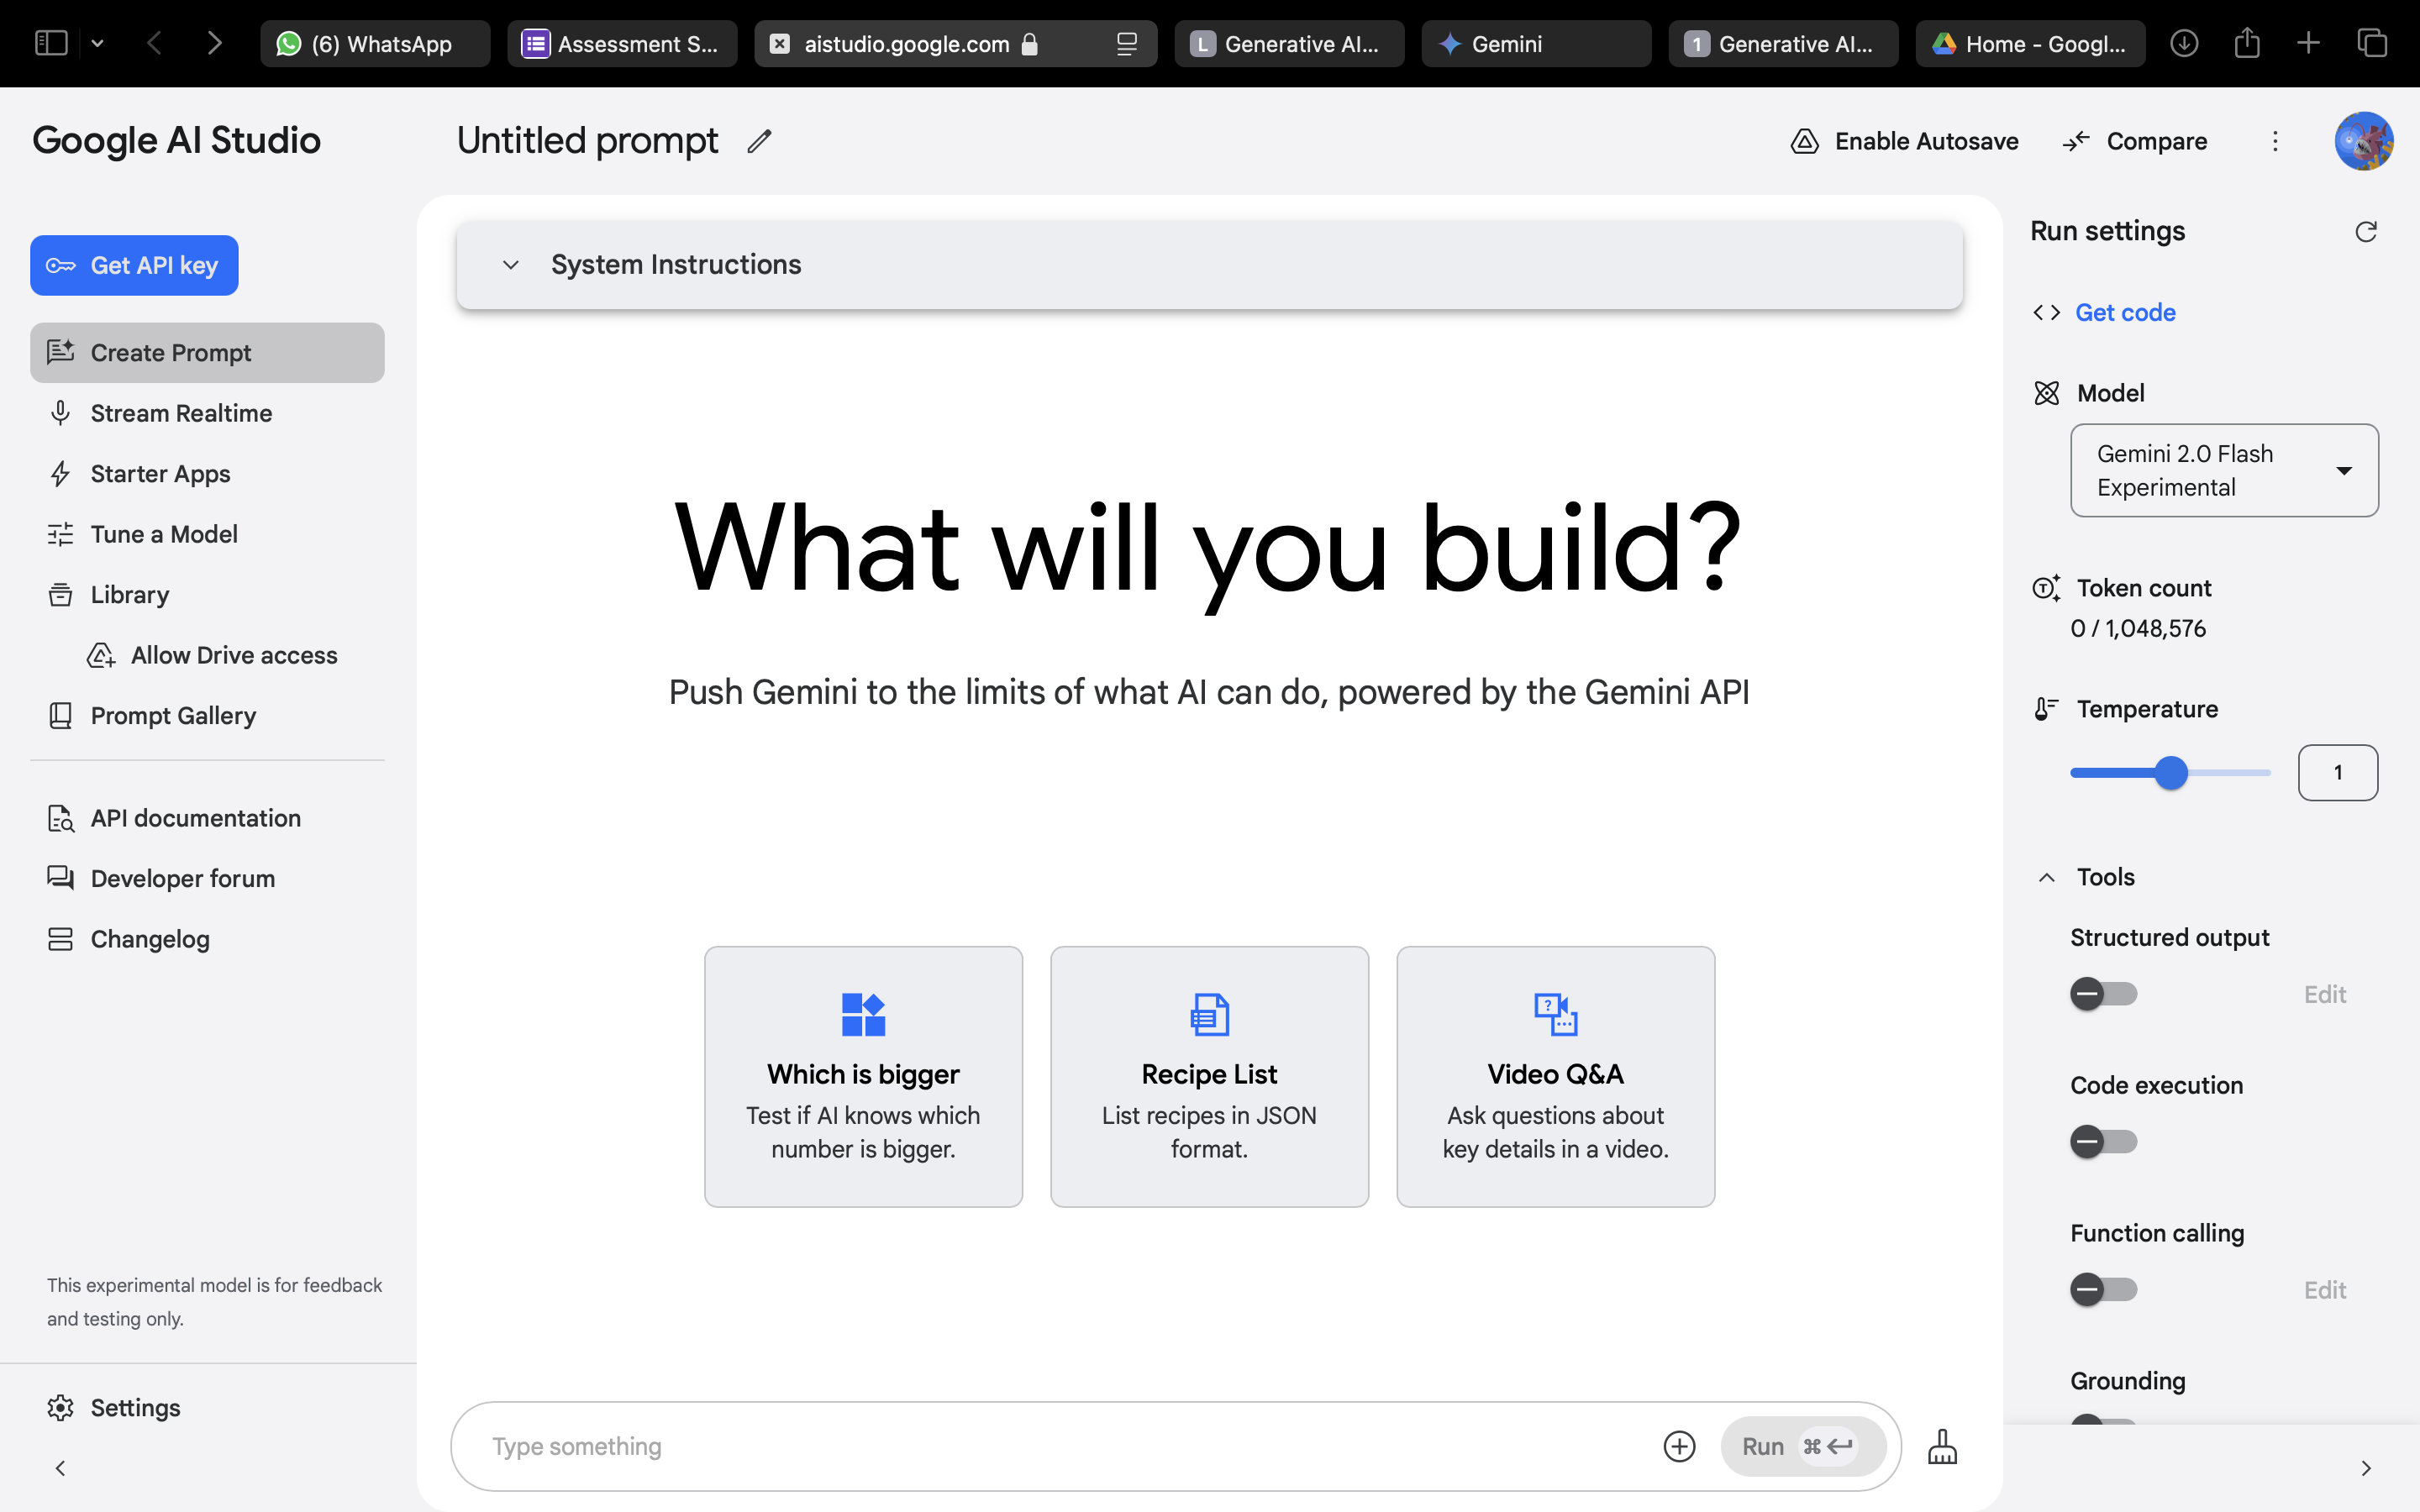 (6) WhatsApp
Assessment S...
aistudio.google.com
L Generative AI...
Gemini
1 Generative AI...
Home - Googl...
Google AI Studio
Untitled prompt
Enable Autosave
Compare
Get API key
Create Prompt
Stream Realtime
Starter Apps
Tune a Model
Library
Allow Drive access
Prompt Gallery
API documentation
Developer forum
Changelog
This experimental model is for feedback
and testing only.
Settings
System Instructions
What will you build?
Push Gemini to the limits of what AI can do, powered by the Gemini API
Which is bigger
Test if AI knows which
number is bigger.
Recipe List
List recipes in JSON
format.
Video Q&A
Ask questions about
key details in a video.
Type something
Run ⌘↵
Run settings
Get code
Model
Gemini 2.0 Flash
Experimental
Token count
0 / 1,048,576
Temperature
1
Tools
Structured output
Edit
Code execution
Function calling
Edit
Grounding